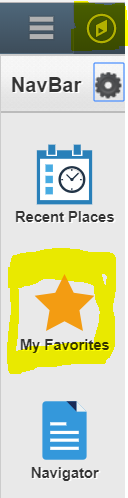 NavBar
Recent Places
My Favorites
Navigator